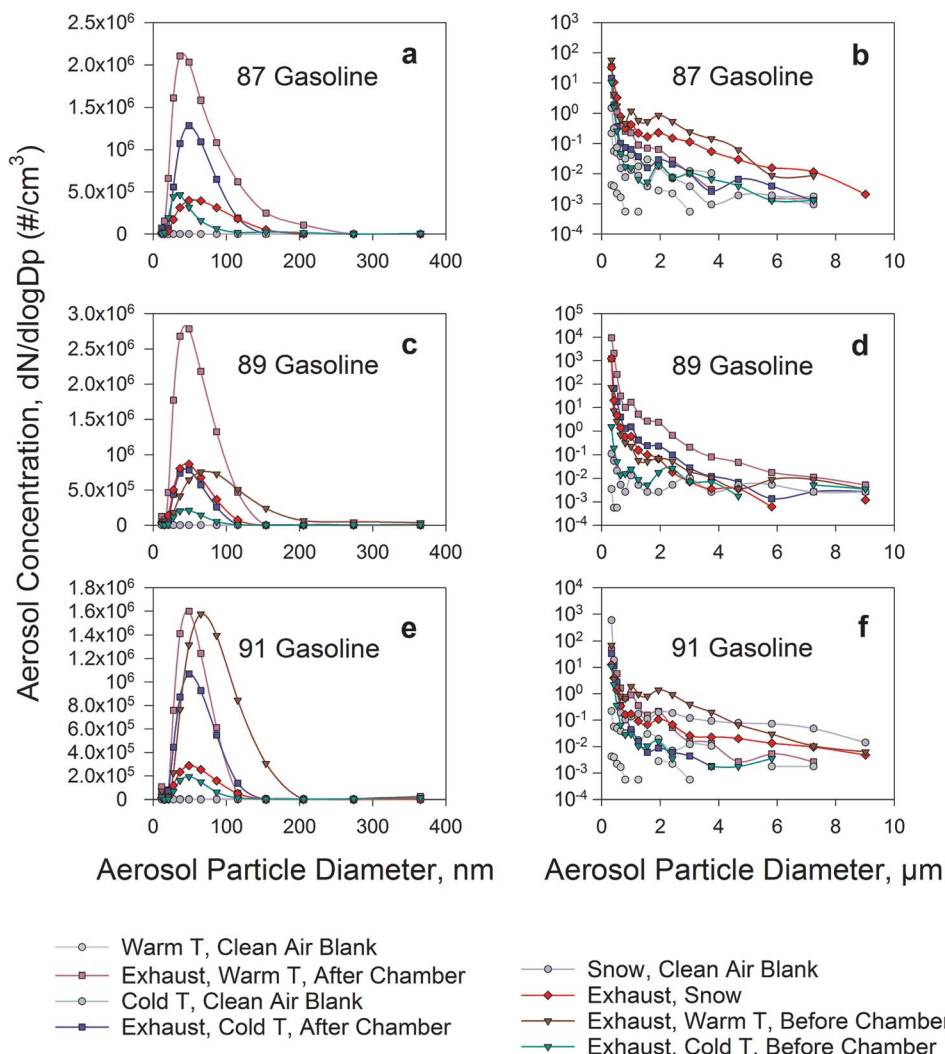 Aerosol Concentration, dN/dlogDp (#/cm³)
a
87 Gasoline
2.5x10⁶
2.0x10⁶
1.5x10⁶
10⁶
5.0x10⁵
0
0 100 200 300 400
b
87 Gasoline
10³
10²
10¹
10⁰
10⁻¹
10⁻²
10⁻³
10⁻⁴
0 2 4 6 8 10
c
89 Gasoline
3.0x10⁶
2.5x10⁶
2.0x10⁶
1.5x10⁶
10⁶
5.0x10⁵
0
0 100 200 300 400
d
89 Gasoline
10⁵
10⁴
10³
10²
10¹
10⁰
10⁻¹
10⁻²
10⁻³
10⁻⁴
0 2 4 6 8 10
e
91 Gasoline
1.8x10⁶
1.6x10⁶
1.4x10⁶
1.2x10⁶
10⁶
8.0x10⁵
6.0x10⁵
4.0x10⁵
2.0x10⁵
0
0 100 200 300 400
f
91 Gasoline
10⁴
10³
10²
10¹
10⁰
10⁻¹
10⁻²
10⁻³
10⁻⁴
0 2 4 6 8 10
Aerosol Particle Diameter, nm
Aerosol Particle Diameter, µm
Warm T, Clean Air Blank
Exhaust, Warm T, After Chamber
Cold T, Clean Air Blank
Exhaust, Cold T, After Chamber
Snow, Clean Air Blank
Exhaust, Snow
Exhaust, Warm T, Before Chamber
Exhaust, Cold T, Before Chamber